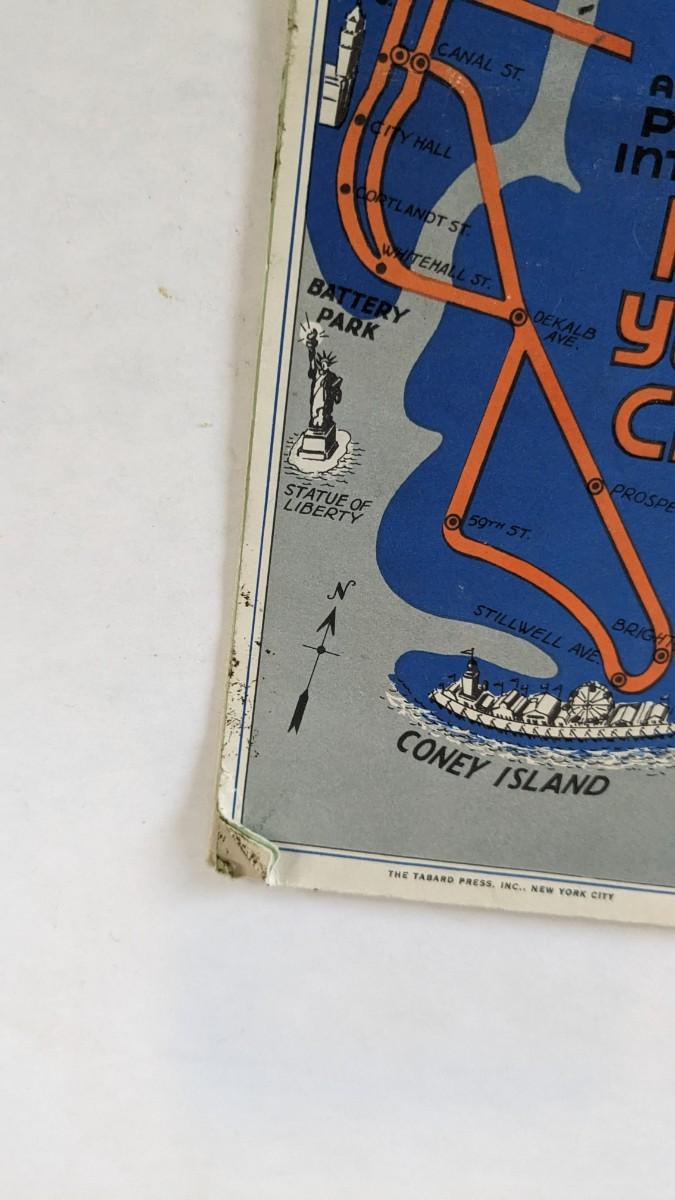 CANAL ST.
CITY HALL
CORTLANDT ST.
WHITEHALL ST.
BATTERY
PARK
DEKALB
AVE.
STATUE OF
LIBERTY
59TH ST.
N
STILLWELL AVE.
CONEY ISLAND
THE TABARD PRESS, INC., NEW YORK CITY